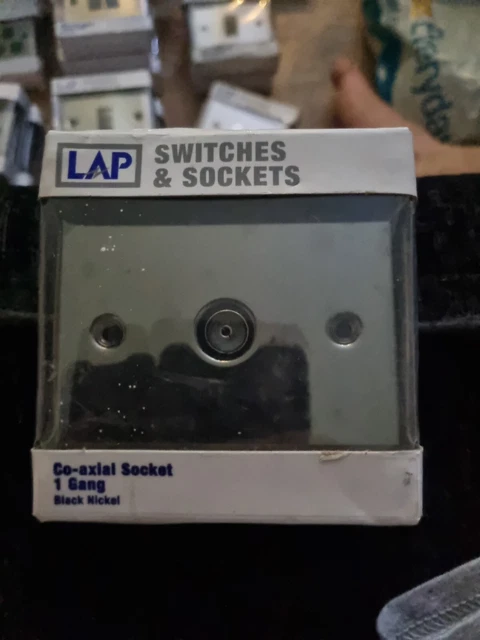 LAP
SWITCHES
& SOCKETS
Co-axial Socket
1 Gang
Black Nickel